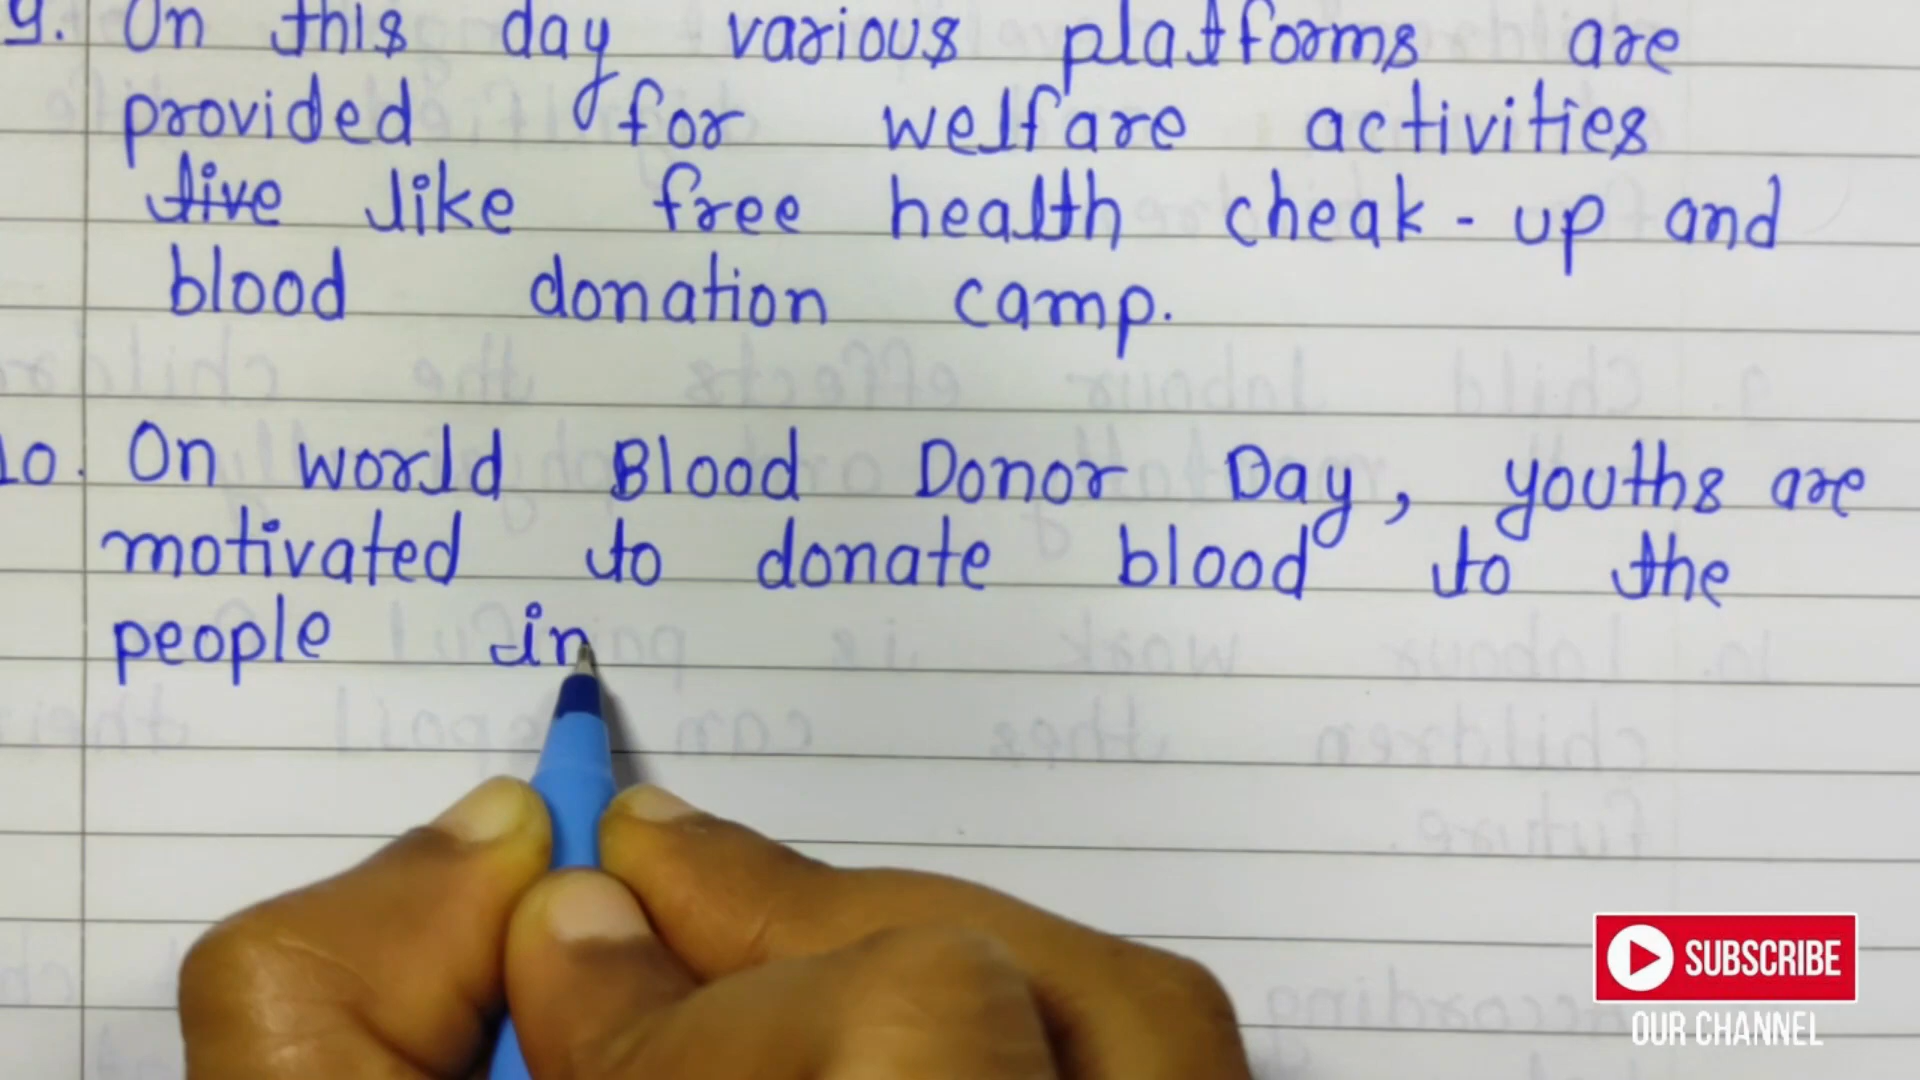 9. On this day various platforms are
provided for welfare activities
live like free health cheak-up and
blood donation camp.
10. On world Blood Donor Day, youths are
motivated to donate blood to the
people in
SUBSCRIBE
OUR CHANNEL